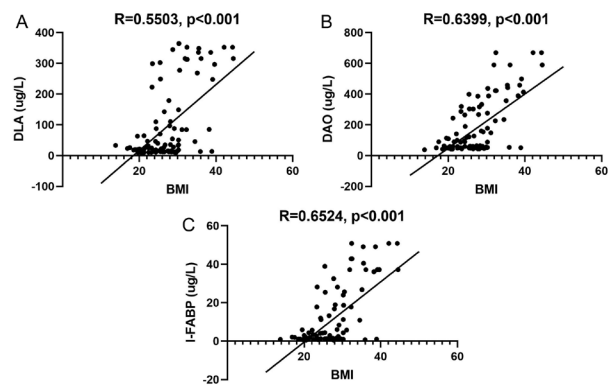 A
R=0.5503, p<0.001
400
300
200
100
0
-100
DLA (ug/L)
20
40
60
BMI
B
R=0.6399, p<0.001
800
600
400
200
0
-200
DAO (ug/L)
20
40
60
BMI
C
R=0.6524, p<0.001
60
40
20
0
-20
I-FABP (ug/L)
20
40
60
BMI